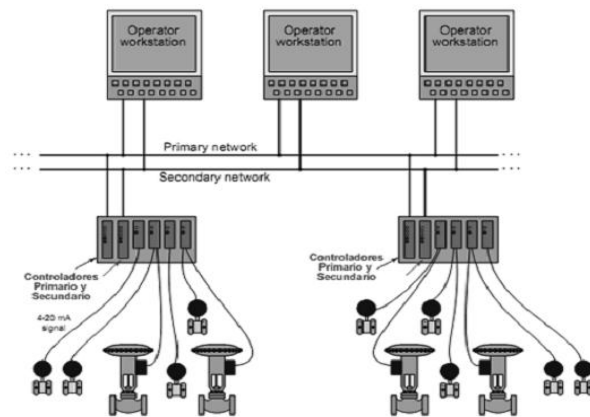 Operator
workstation
Operator
workstation
Operator
workstation
Primary network
Secondary network
Controladores
Primario y
Secundario
4-20 mA
signal
Controladores
Primario y
Secundario